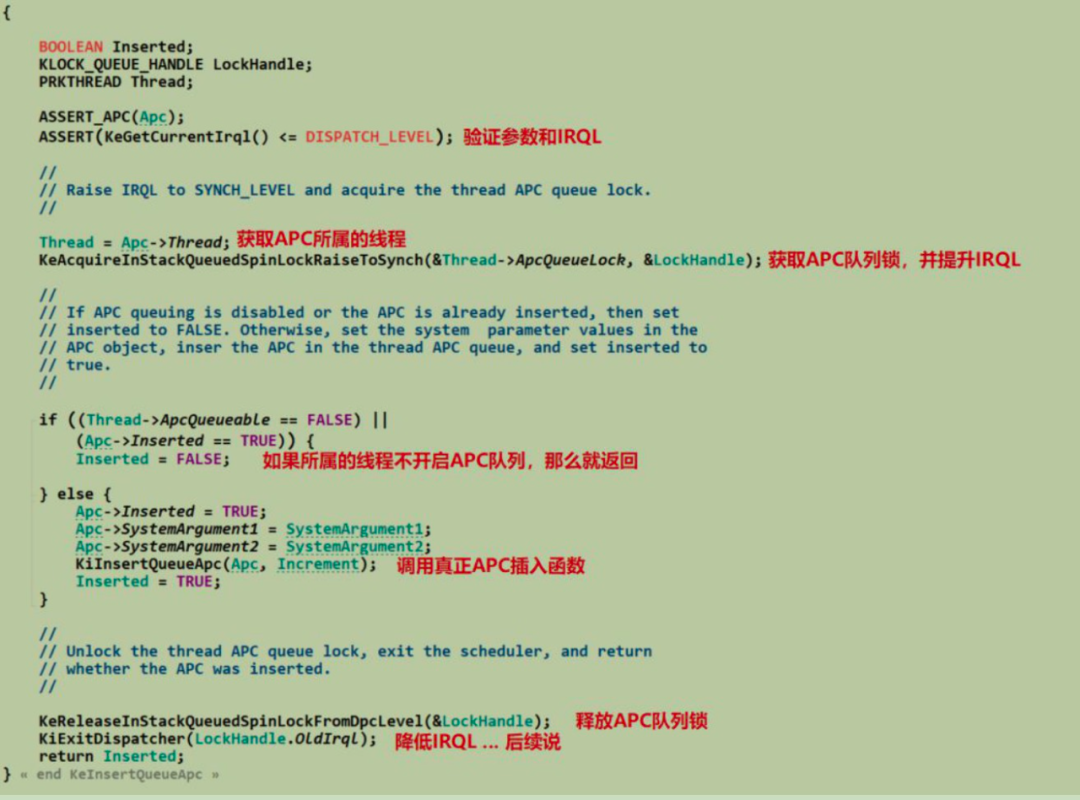 {
BOOLEAN Inserted;
KLOCK_QUEUE_HANDLE LockHandle;
PRKTHREAD Thread;
ASSERT_APC(Apc);
ASSERT(KeGetCurrentIrql() <= DISPATCH_LEVEL); 验证参数和IRQL
//
// Raise IRQL to SYNCH_LEVEL and acquire the thread APC queue lock.
//
Thread = Apc->Thread; 获取APC所属的线程
KeAcquireInStackQueuedSpinLockRaiseToSynch(&Thread->ApcQueueLock, &LockHandle); 获取APC队列锁，并提升IRQL
//
// If APC queuing is disabled or the APC is already inserted, then set
// inserted to FALSE. Otherwise, set the system  parameter values in the
// APC object, inser the APC in the thread APC queue, and set inserted to
// true.
//
if ((Thread->ApcQueueable == FALSE) ||
(Apc->Inserted == TRUE)) {
Inserted = FALSE; 如果所属的线程不开启APC队列，那么就返回
} else {
Apc->Inserted = TRUE;
Apc->SystemArgument1 = SystemArgument1;
Apc->SystemArgument2 = SystemArgument2;
KiInsertQueueApc(Apc, Increment); 调用真正APC插入函数
Inserted = TRUE;
}
//
// Unlock the thread APC queue lock, exit the scheduler, and return
// whether the APC was inserted.
//
KeReleaseInStackQueuedSpinLockFromDpcLevel(&LockHandle); 释放APC队列锁
KiExitDispatcher(LockHandle.OldIrql); 降低IRQL ... 后续说
return Inserted;
} « end KeInsertQueueApc »